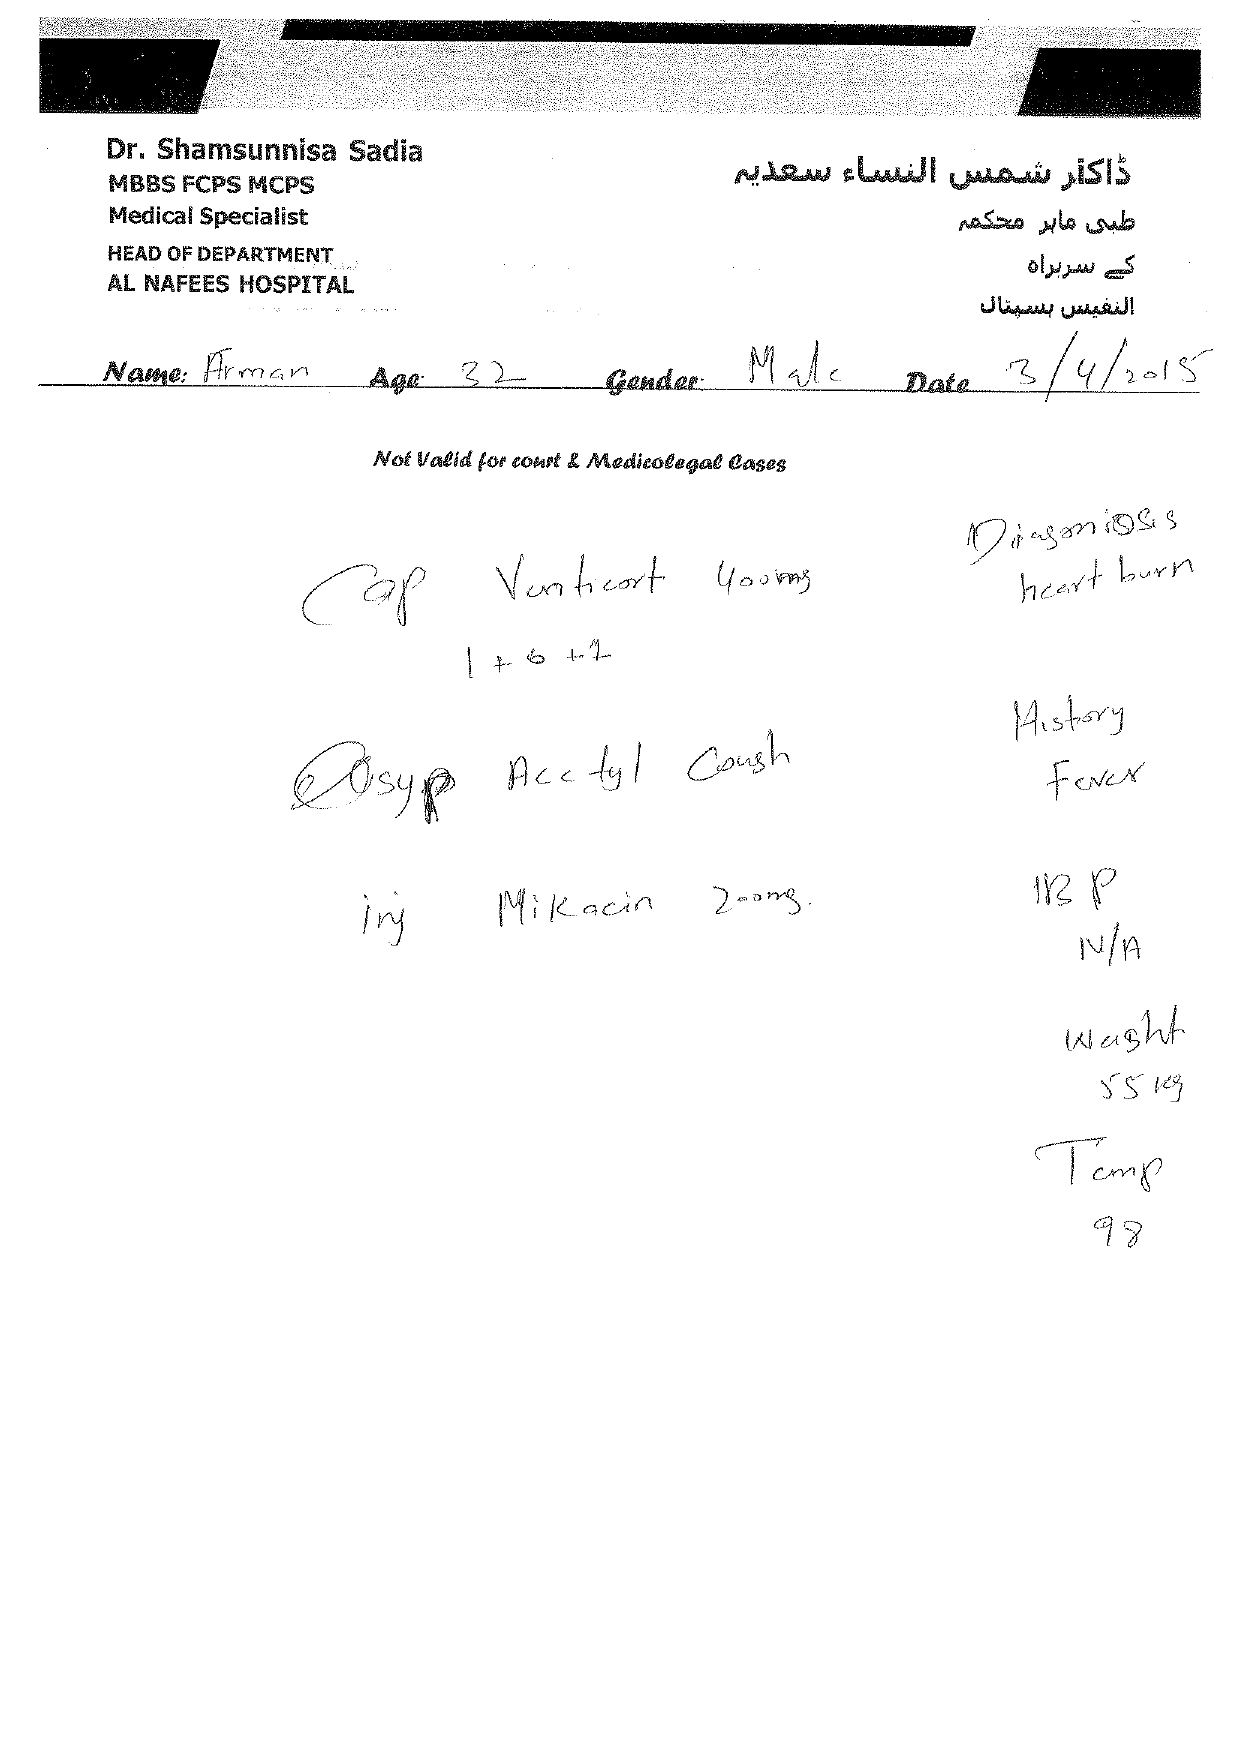 Dr. Shamsunnisa Sadia
MBBS FCPS MCPS
Medical Specialist
HEAD OF DEPARTMENT
AL NAFEES HOSPITAL
ڈاکٹر شمس النساء سعدیہ
طبی ماہر محکمہ
کے سربراہ
النفیس ہسپتال
Name: Arman Age: 32 Gender: Male Date 3/4/2015
Not Valid for court & Medicolegal Cases
Diagoniosis
heart burn
Cap Venticort 400mg
1 + 0 + 1
History
Fever
syp Accetyl Cough
inj Mikacin 200mg.
BP
N/A
Weight
55 kg
Temp
98